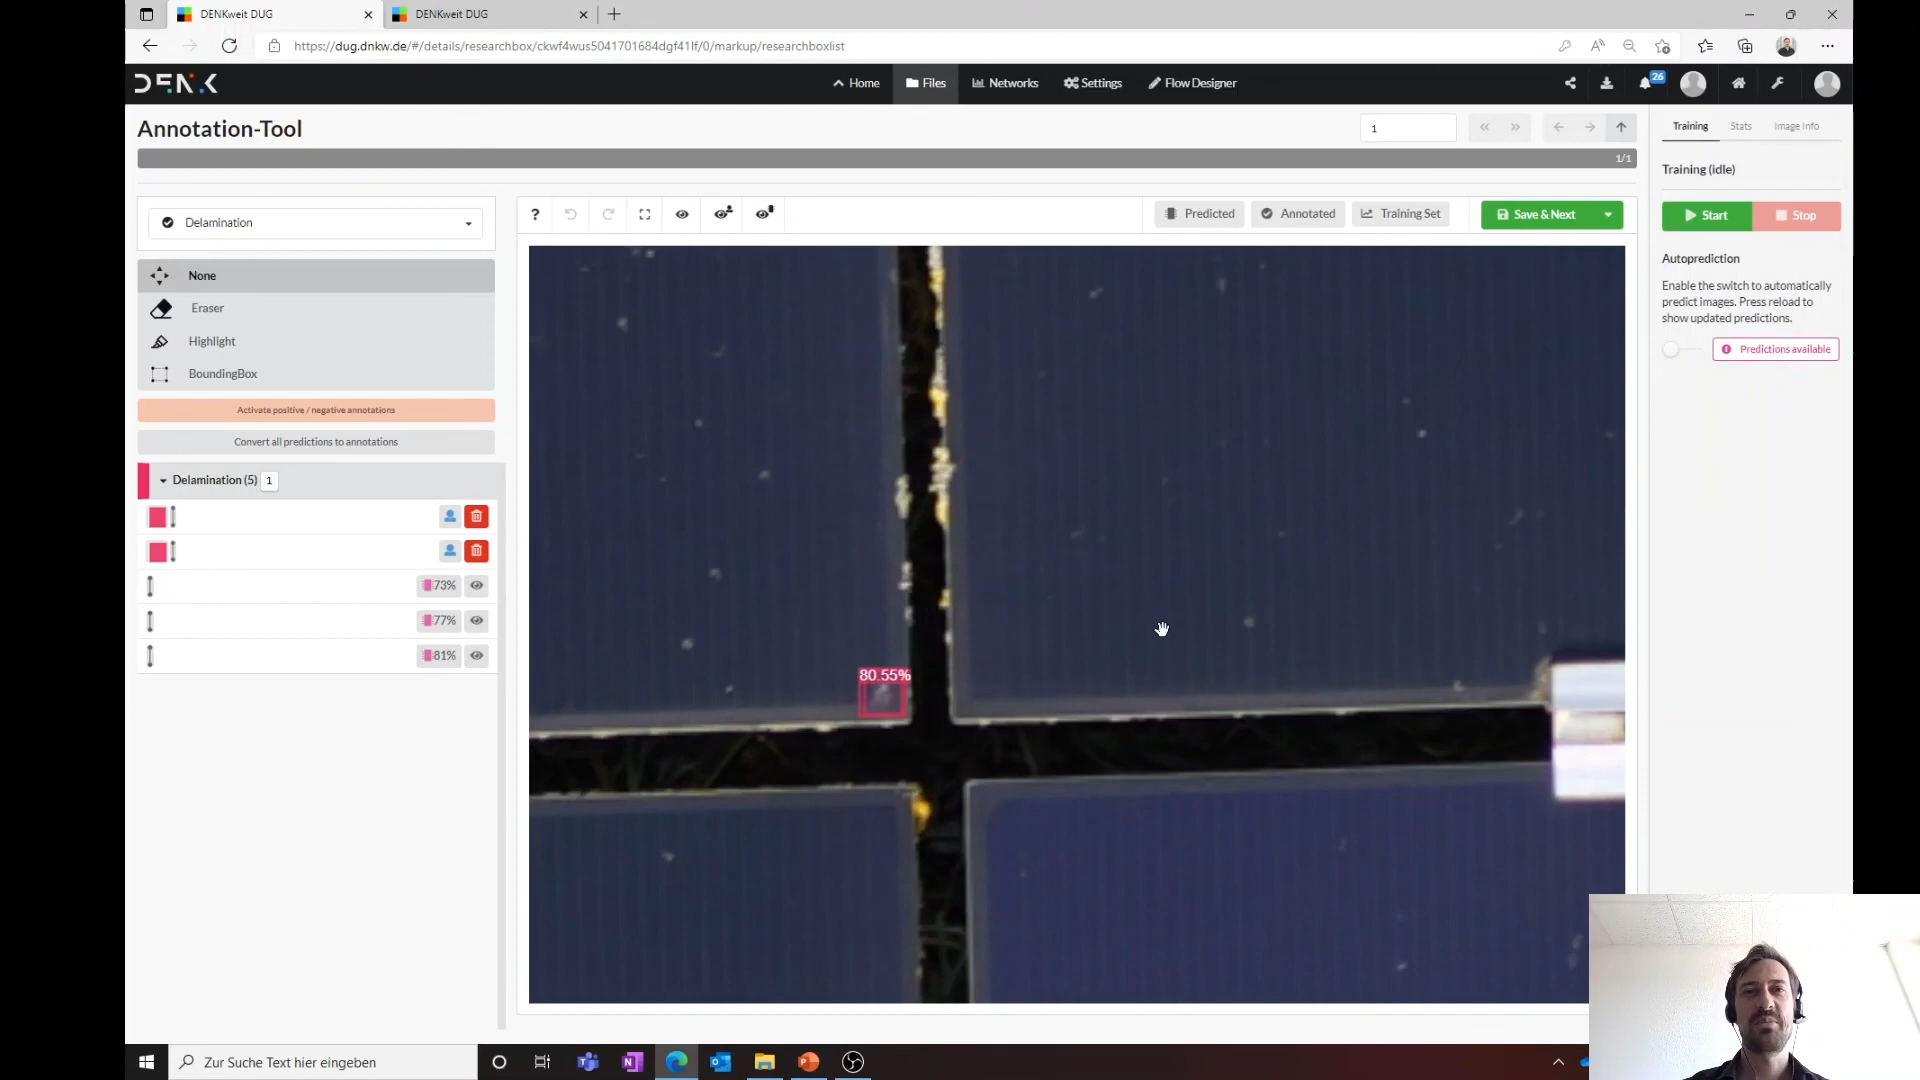 DENKweit DUG
DENKweit DUG
https://dug.dnkw.de/#/details/researchbox/ckwf4wus5041701684dgf41lf/0/markup/researchboxlist
DENK
Home
Files
Networks
Settings
Flow Designer
26
Annotation-Tool
1
1/1
Training
Stats
Image Info
Training (idle)
Start
Stop
Autoprediction
Enable the switch to automatically
predict images. Press reload to
show updated predictions.
Predictions available
Delamination
Predicted
Annotated
Training Set
Save & Next
None
Eraser
Highlight
BoundingBox
Activate positive / negative annotations
Convert all predictions to annotations
Delamination (5) 1
73%
77%
81%
80.55%
Zur Suche Text hier eingeben